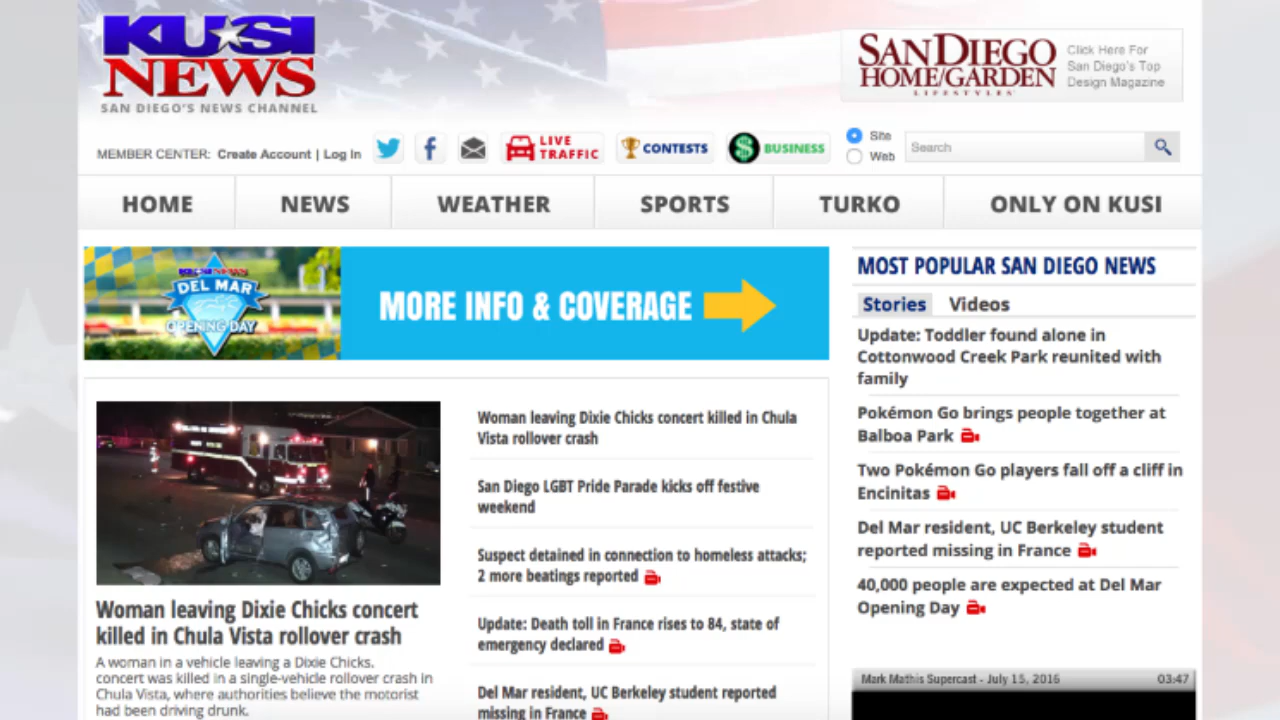 KUSI
NEWS
SAN DIEGO'S NEWS CHANNEL
SAN DIEGO
HOME/GARDEN
LIFESTYLES
Click Here For
San Diego's Top
Design Magazine
MEMBER CENTER: Create Account | Log In
LIVE
TRAFFIC
CONTESTS
$
BUSINESS
Site
Web
Search
HOME NEWS WEATHER SPORTS TURKO ONLY ON KUSI
KUSI NEWS
DEL MAR
OPENING DAY
MORE INFO & COVERAGE
Woman leaving Dixie Chicks concert
killed in Chula Vista rollover crash
A woman in a vehicle leaving a Dixie Chicks.
concert was killed in a single-vehicle rollover crash in
Chula Vista, where authorities believe the motorist
had been driving drunk.
Woman leaving Dixie Chicks concert killed in Chula
Vista rollover crash
San Diego LGBT Pride Parade kicks off festive
weekend
Suspect detained in connection to homeless attacks;
2 more beatings reported
Update: Death toll in France rises to 84, state of
emergency declared
Del Mar resident, UC Berkeley student reported
missing in France
MOST POPULAR SAN DIEGO NEWS
Stories Videos
Update: Toddler found alone in
Cottonwood Creek Park reunited with
family
Pokémon Go brings people together at
Balboa Park
Two Pokémon Go players fall off a cliff in
Encinitas
Del Mar resident, UC Berkeley student
reported missing in France
40,000 people are expected at Del Mar
Opening Day
Mark Mathis Supercast - July 15, 2016 03:47